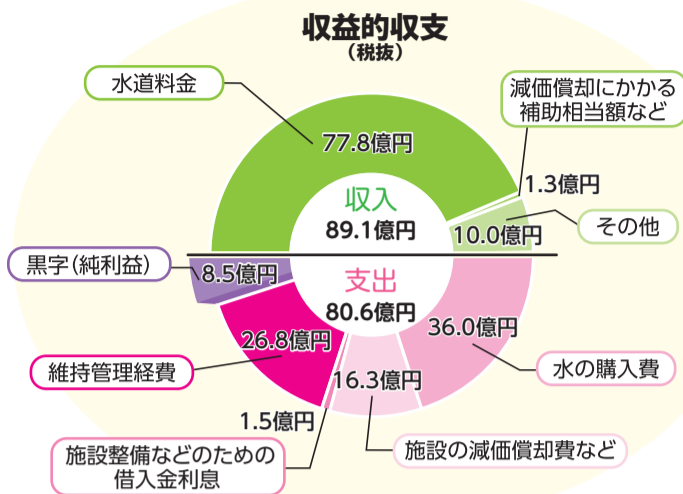 収益的収支
（税抜）
水道料金
77.8億円
減価償却にかかる
補助相当額など
1.3億円
その他
10.0億円
収入
89.1億円
黒字（純利益）
8.5億円
支出
80.6億円
36.0億円
水の購入費
26.8億円
維持管理経費
16.3億円
施設の減価償却費など
1.5億円
施設整備などのための
借入金利息